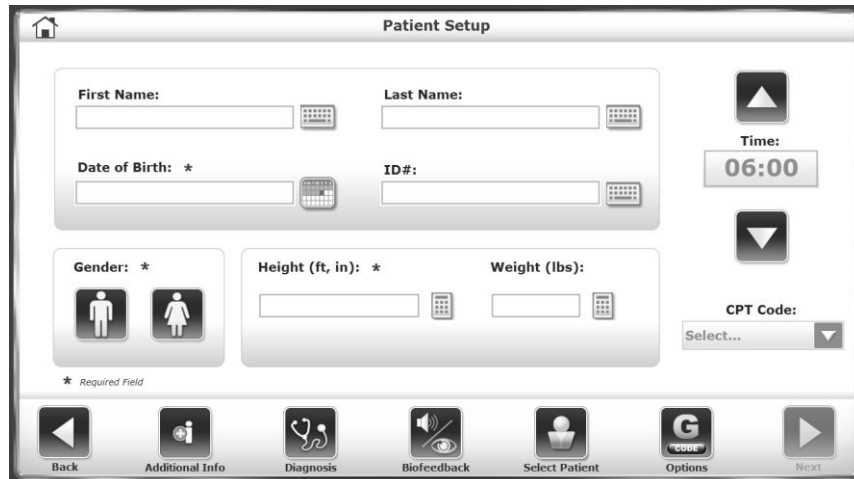 Patient Setup
First Name:
Last Name:
Date of Birth: *
ID#:
Time:
06:00
Gender: *
Height (ft, in): *
Weight (lbs):
CPT Code:
Select...
* Required Field
Back
Additional Info
Diagnosis
Biofeedback
Select Patient
G
CODE
Options
Next